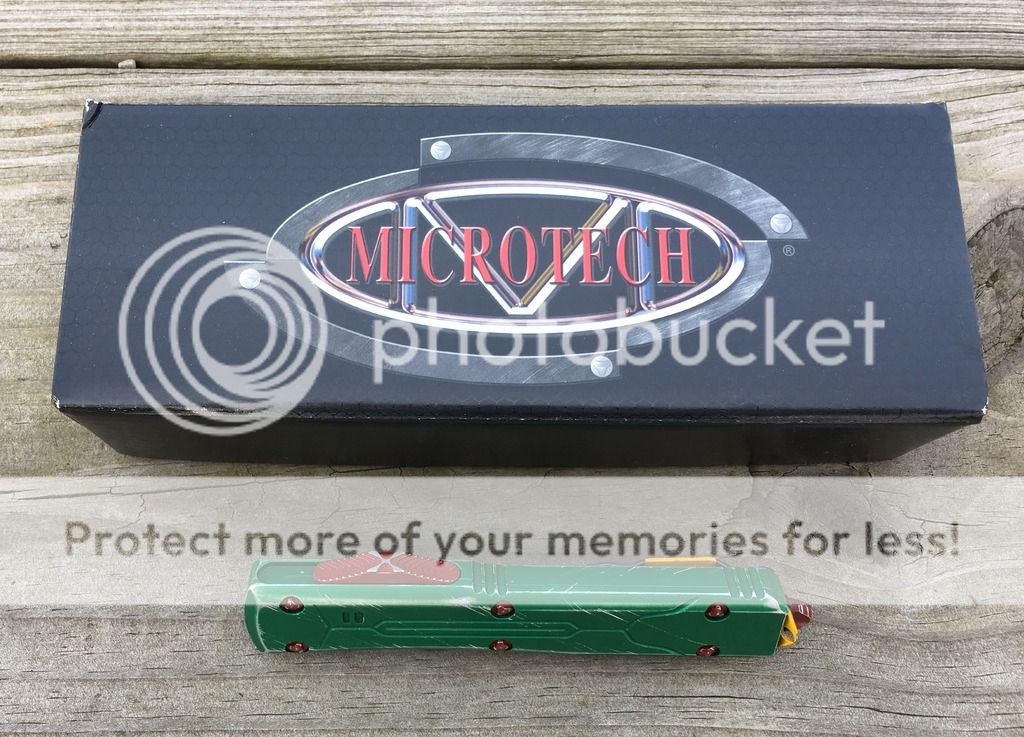 MICROTECH
®
photobucket
Protect more of your memories for less!